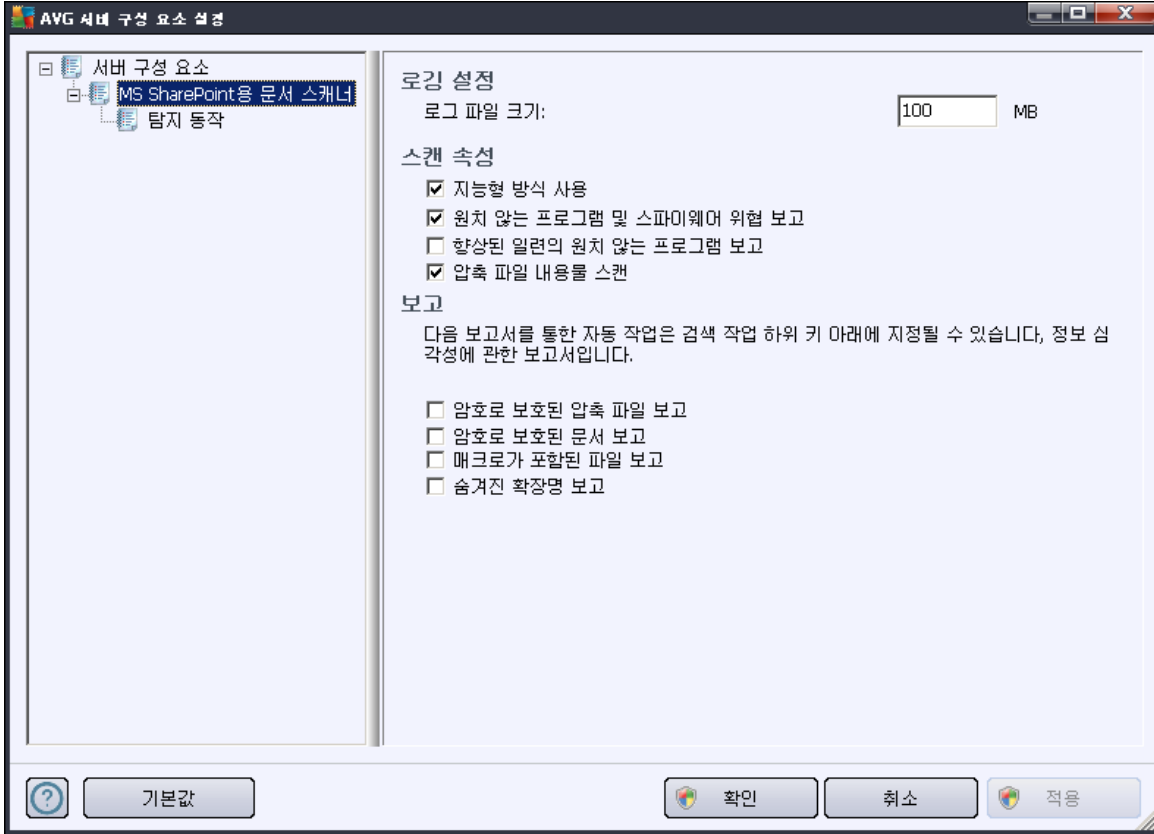 AVG 서버 구성 요소 설정
서버 구성 요소
MS SharePoint용 문서 스캐너
탐지 동작
로깅 설정
로그 파일 크기: 100 MB
스캔 속성
지능형 방식 사용
원치 않는 프로그램 및 스파이웨어 위협 보고
향상된 일련의 원치 않는 프로그램 보고
압축 파일 내용물 스캔
보고
다음 보고서를 통한 자동 작업은 검색 작업 하위 키 아래에 지정될 수 있습니다, 정보 심
각성에 관한 보고서입니다.
암호로 보호된 압축 파일 보고
암호로 보호된 문서 보고
매크로가 포함된 파일 보고
숨겨진 확장명 보고
기본값 확인 취소 적용